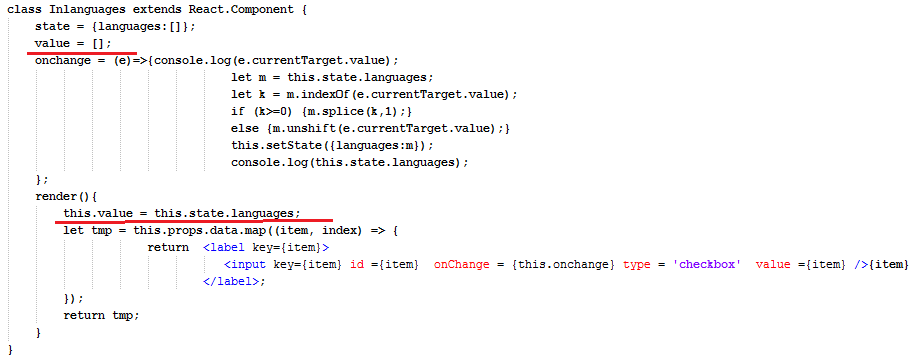 class Inlanguages extends React.Component {
state = {languages:[]};
value = [];
onchange = (e)=>{console.log(e.currentTarget.value);
let m = this.state.languages;
let k = m.indexOf(e.currentTarget.value);
if (k>=0) {m.splice(k,1);}
else {m.unshift(e.currentTarget.value);}
this.setState({languages:m});
console.log(this.state.languages);
};
render(){
this.value = this.state.languages;
let tmp = this.props.data.map((item, index) => {
return  <label key={item}>
<input key={item} id ={item}  onChange = {this.onchange} type = 'checkbox'  value ={item} />{item}
</label>;
});
return tmp;
}
}